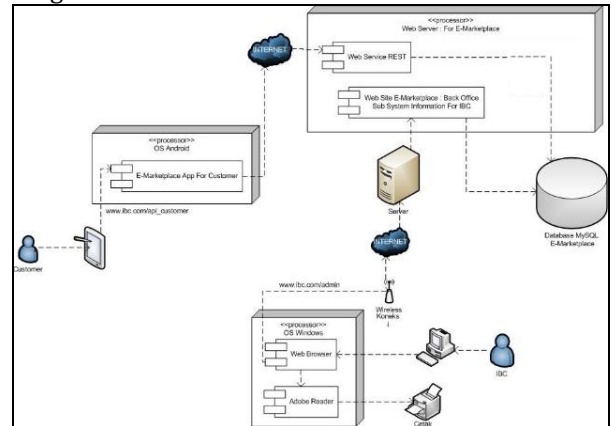 <<processor>>
Web Server : For E-Marketplace
INTERNET
Web Service REST
Web Site E-Marketplace : Back Office
Sub System Information For IBC
<<processor>>
OS Android
E-Marketplace App For Customer
www.ibc.com/api_customer
Customer
Server
Database MySQL
E-Marketplace
INTERNET
www.ibc.com/admin
Wireless
Koneks
i
<<processor>>
OS Windows
Web Browser
IBC
Adobe Reader
Cetak